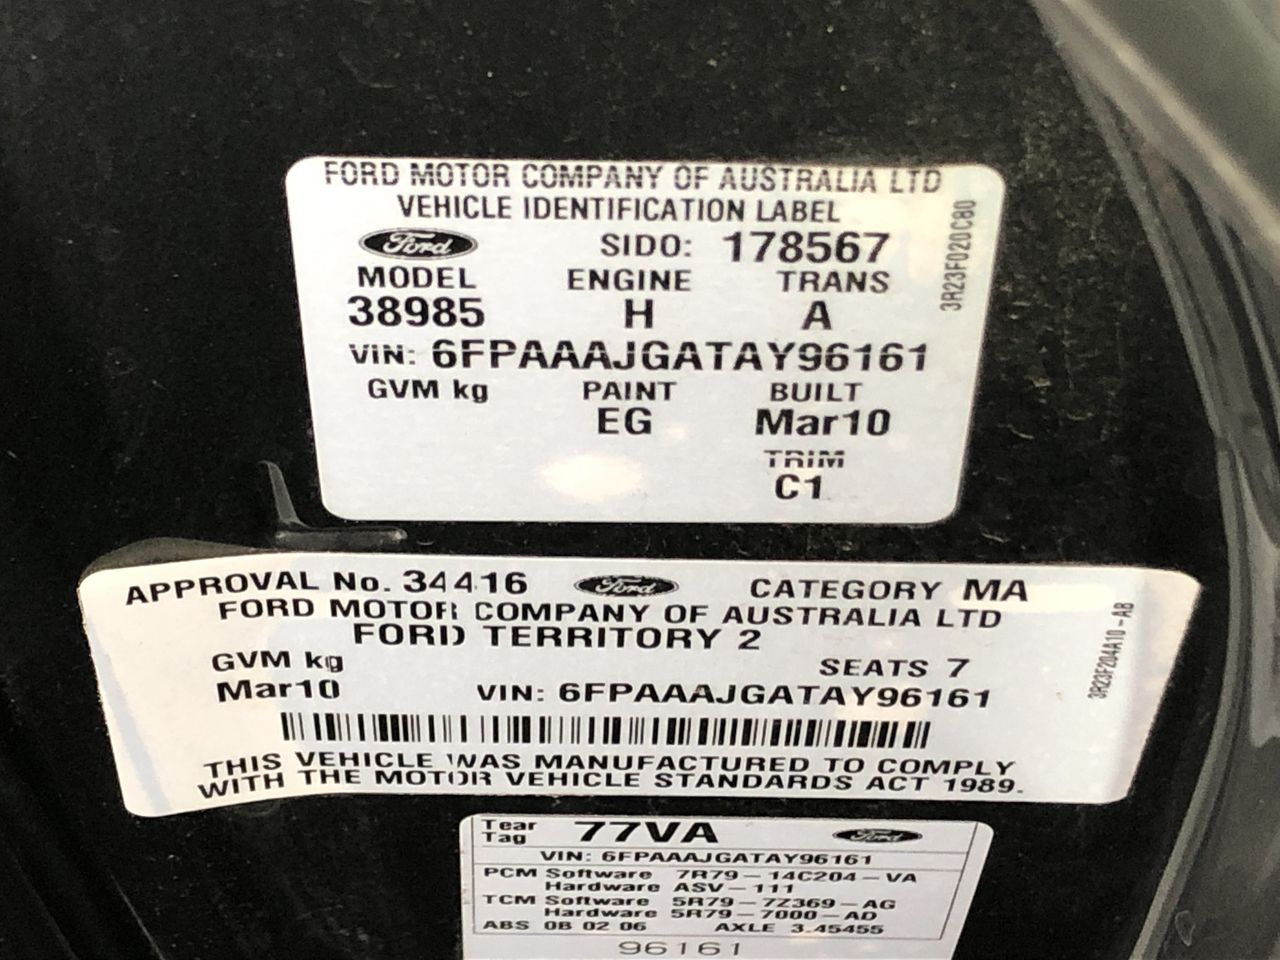 FORD MOTOR COMPANY OF AUSTRALIA LTD
VEHICLE IDENTIFICATION LABEL
Ford SIDO: 178567
MODEL ENGINE TRANS
38985 H A
VIN: 6FPAAAJGATAY96161
GVM kg PAINT BUILT
EG Mar10
TRIM
C1
3R23F020C80
APPROVAL No. 34416 Ford CATEGORY MA
FORD MOTOR COMPANY OF AUSTRALIA LTD
FORD TERRITORY 2
GVM kg SEATS 7
Mar10 VIN: 6FPAAAJGATAY96161
THIS VEHICLE WAS MANUFACTURED TO COMPLY
WITH THE MOTOR VEHICLE STANDARDS ACT 1989.
3R23F204A10-AB
Tear Tag 77VA Ford
VIN: 6FPAAAJGATAY96161
PCM Software 7R79-14C204-VA
Hardware ASV-111
TCM Software 5R79-7Z369-AG
Hardware 5R79-7000-AD
ABS 0B 02 06 AXLE 3.45455
96161